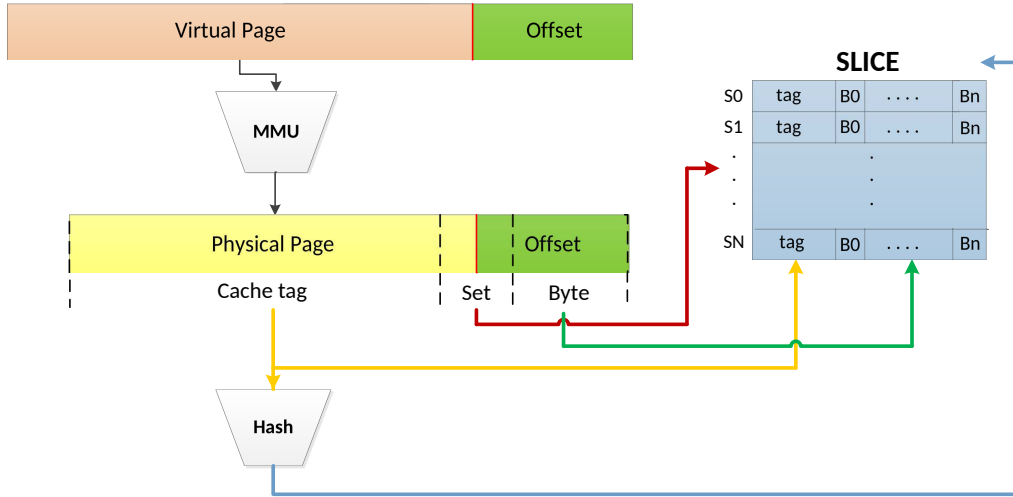 Virtual Page
Offset
MMU
Physical Page
Offset
Cache tag
Set
Byte
Hash
SLICE
S0 tag B0 .... Bn
S1 tag B0 .... Bn
. .
. .
. .
SN tag B0 .... Bn